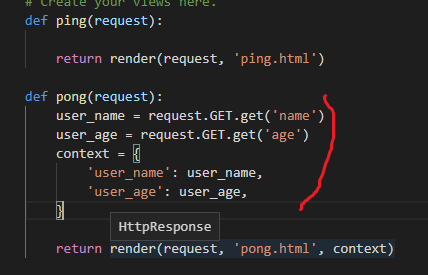 # Create your views here.
def ping(request):
    return render(request, 'ping.html')
def pong(request):
    user_name = request.GET.get('name')
    user_age = request.GET.get('age')
    context = {
        'user_name': user_name,
        'user_age': user_age,
    }
HttpResponse
    return render(request, 'pong.html', context)